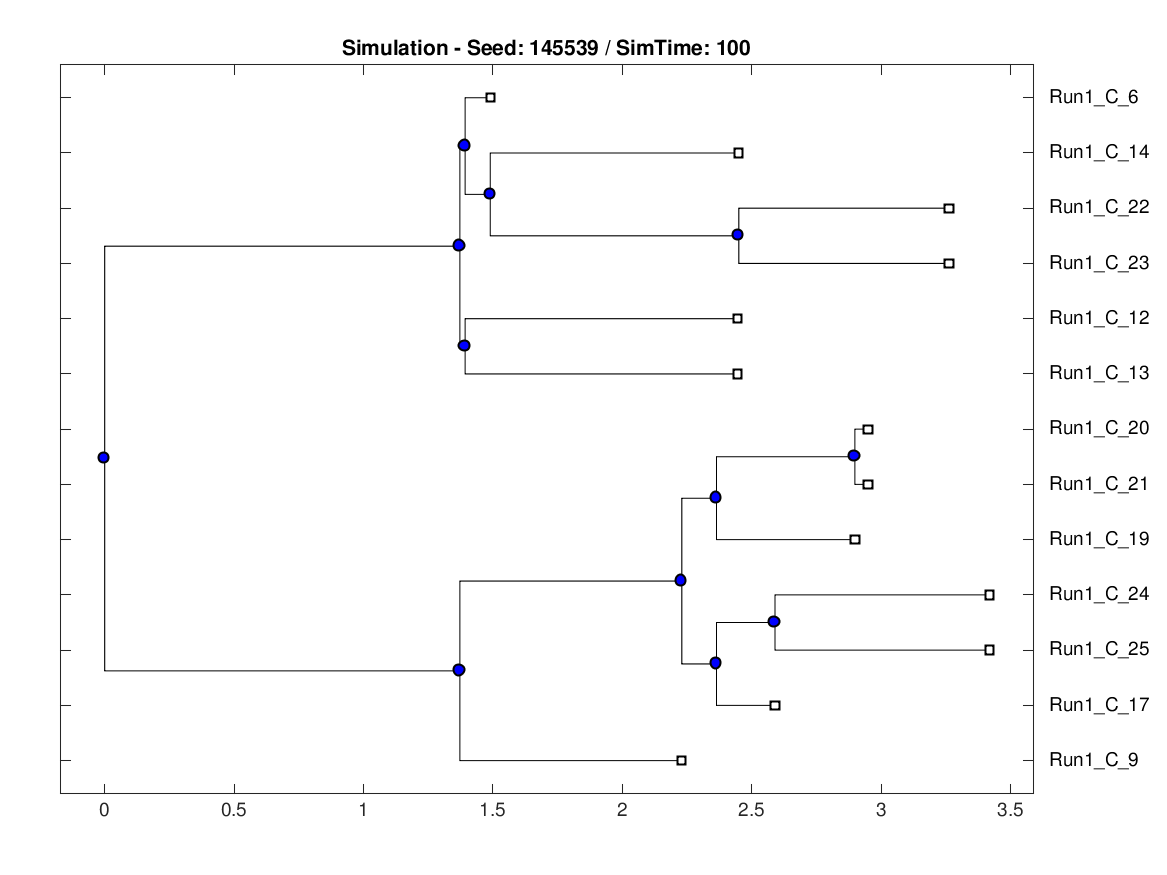 Simulation - Seed: 145539 / SimTime: 100
Run1_C_6
Run1_C_14
Run1_C_22
Run1_C_23
Run1_C_12
Run1_C_13
Run1_C_20
Run1_C_21
Run1_C_19
Run1_C_24
Run1_C_25
Run1_C_17
Run1_C_9
0 0.5 1 1.5 2 2.5 3 3.5